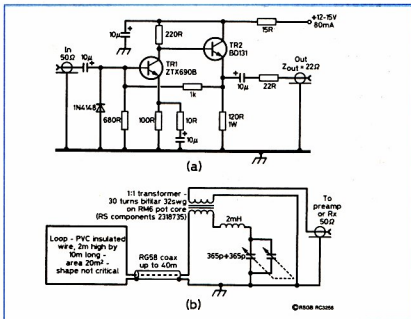 +12-15V
80mA
10μ
220R
15R
TR2
BD131
In
50Ω
10μ
TR1
ZTX690B
Out
Zout = 22Ω
10μ
22R
1k
1N4148
680R
100R
10R
10μ
120R
1W
(a)
1:1 transformer -
30 turns bifilar 32swg
on RM6 pot core
(RS components 2318735)
To
preamp
or Rx
50Ω
2mH
Loop - PVC insulated
wire, 2m high by
10m long -
area 20m² -
shape not critical
RG58 coax
up to 40m
365p+365p
(b)
©RSGB RC3256